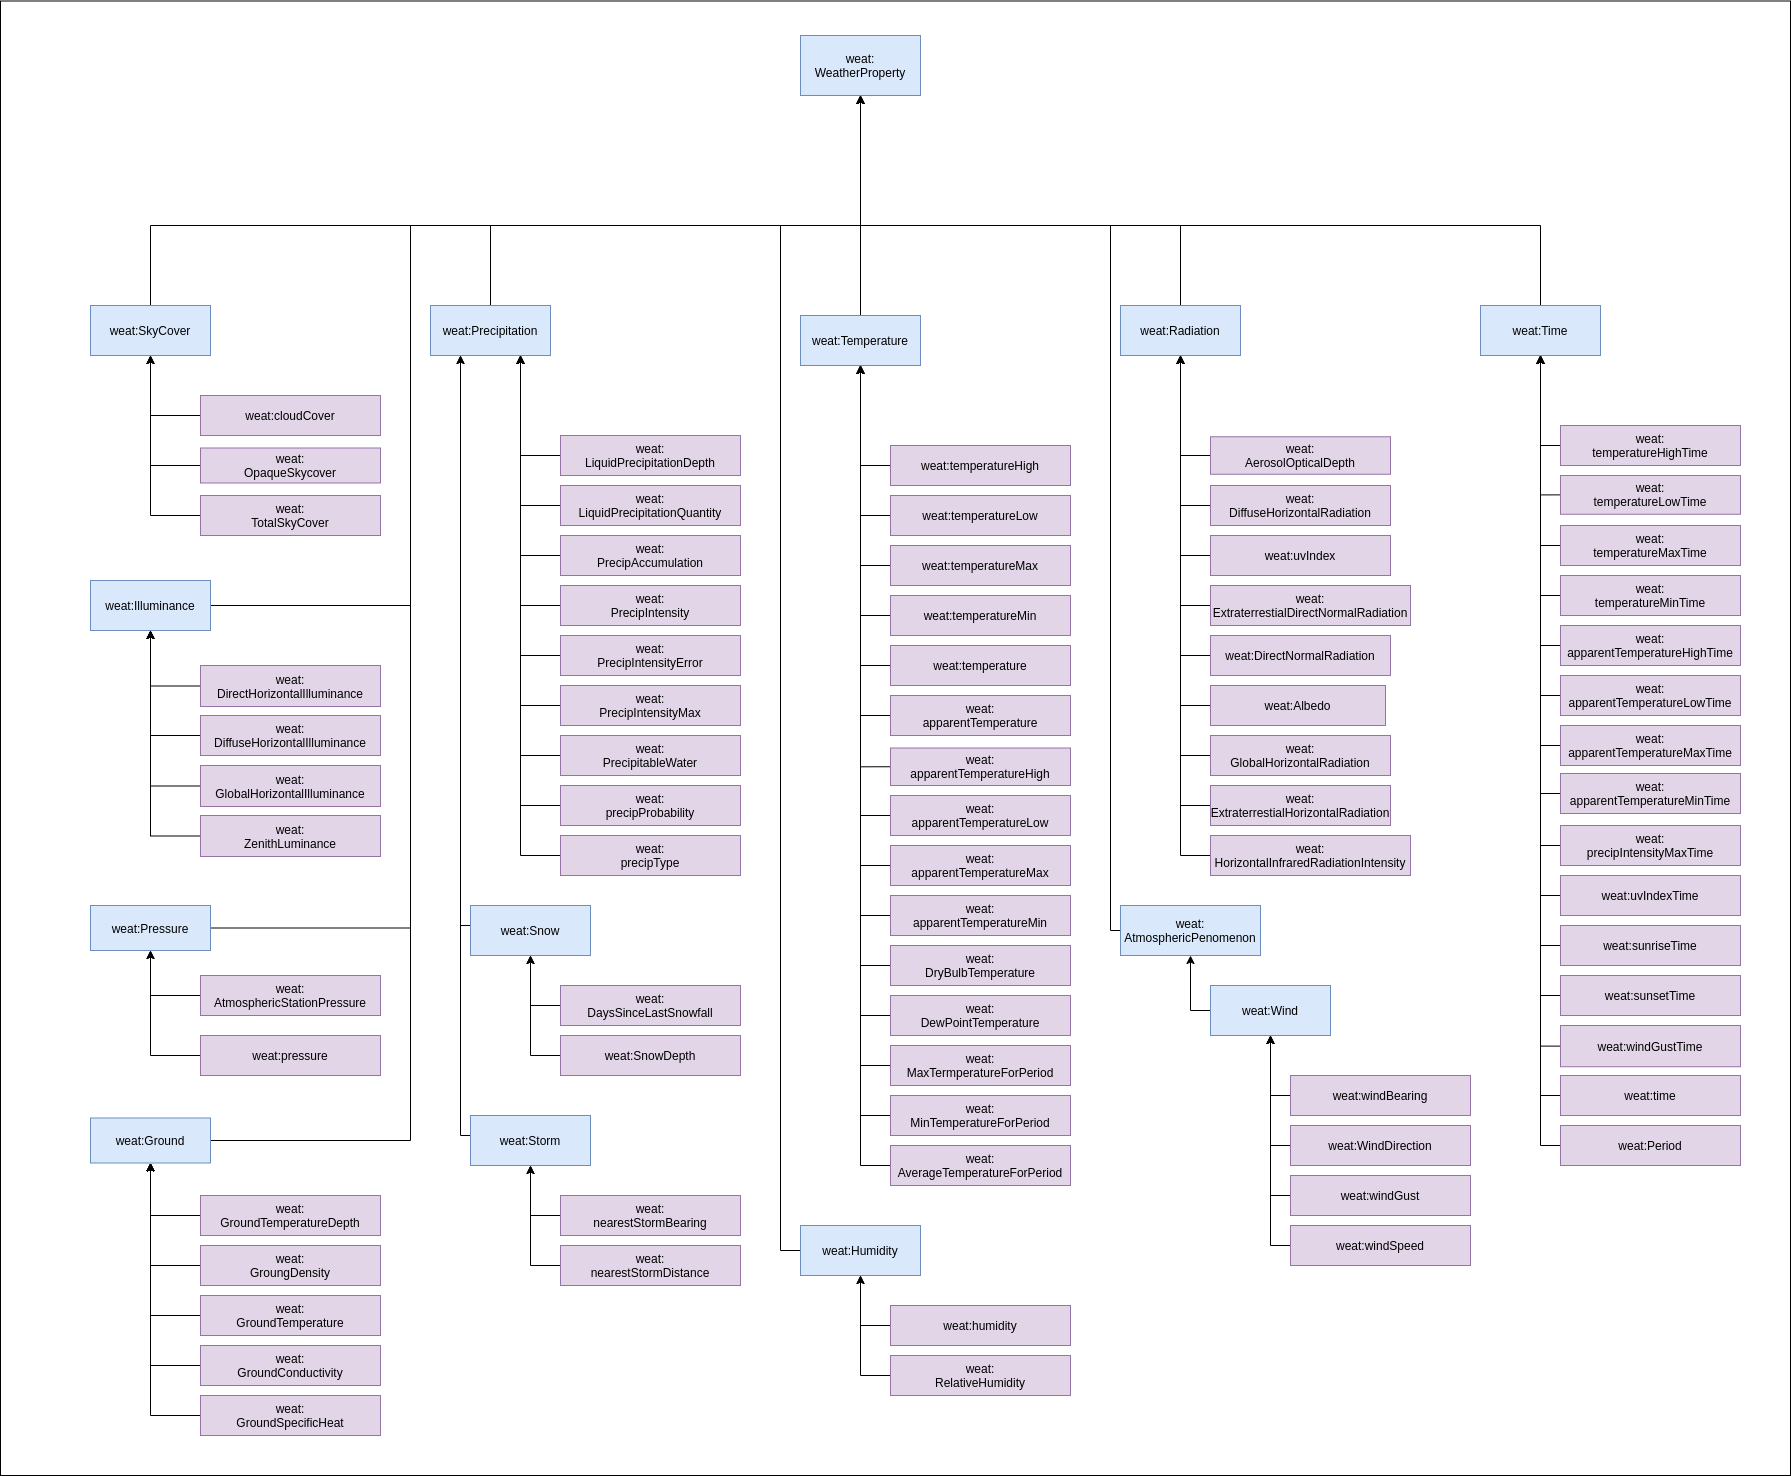 weat:
WeatherProperty
weat:SkyCover
weat:cloudCover
weat:
OpaqueSkycover
weat:
TotalSkyCover
weat:Illuminance
weat:
DirectHorizontalIlluminance
weat:
DiffuseHorizontalIlluminance
weat:
GlobalHorizontalIlluminance
weat:
ZenithLuminance
weat:Pressure
weat:
AtmosphericStationPressure
weat:pressure
weat:Ground
weat:
GroundTemperatureDepth
weat:
GroungDensity
weat:
GroundTemperature
weat:
GroundConductivity
weat:
GroundSpecificHeat
weat:Precipitation
weat:
LiquidPrecipitationDepth
weat:
LiquidPrecipitationQuantity
weat:
PrecipAccumulation
weat:
PrecipIntensity
weat:
PrecipIntensityError
weat:
PrecipIntensityMax
weat:
PrecipitableWater
weat:
precipProbability
weat:
precipType
weat:Snow
weat:
DaysSinceLastSnowfall
weat:SnowDepth
weat:Storm
weat:
nearestStormBearing
weat:
nearestStormDistance
weat:Temperature
weat:temperatureHigh
weat:temperatureLow
weat:temperatureMax
weat:temperatureMin
weat:temperature
weat:
apparentTemperature
weat:
apparentTemperatureHigh
weat:
apparentTemperatureLow
weat:
apparentTemperatureMax
weat:
apparentTemperatureMin
weat:
DryBulbTemperature
weat:
DewPointTemperature
weat:
MaxTermperatureForPeriod
weat:
MinTemperatureForPeriod
weat:
AverageTemperatureForPeriod
weat:Humidity
weat:humidity
weat:
RelativeHumidity
weat:Radiation
weat:
AerosolOpticalDepth
weat:
DiffuseHorizontalRadiation
weat:uvIndex
weat:
ExtraterrestialDirectNormalRadiation
weat:DirectNormalRadiation
weat:Albedo
weat:
GlobalHorizontalRadiation
weat:
ExtraterrestialHorizontalRadiation
weat:
HorizontalInfraredRadiationIntensity
weat:
AtmosphericPenomenon
weat:Wind
weat:windBearing
weat:WindDirection
weat:windGust
weat:windSpeed
weat:Time
weat:
temperatureHighTime
weat:
temperatureLowTime
weat:
temperatureMaxTime
weat:
temperatureMinTime
weat:
apparentTemperatureHighTime
weat:
apparentTemperatureLowTime
weat:
apparentTemperatureMaxTime
weat:
apparentTemperatureMinTime
weat:
precipIntensityMaxTime
weat:uvIndexTime
weat:sunriseTime
weat:sunsetTime
weat:windGustTime
weat:time
weat:Period